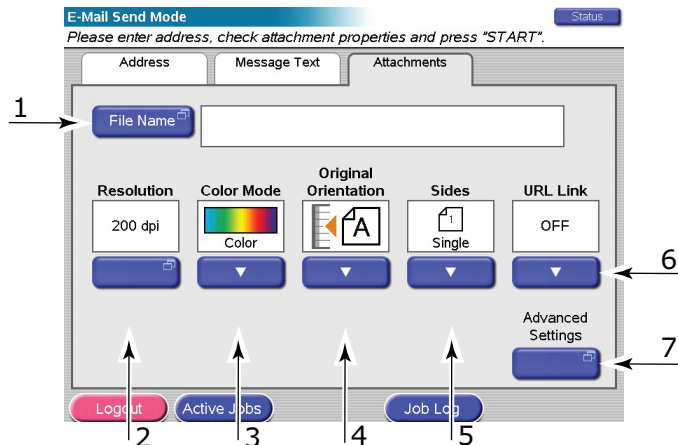 E-Mail Send Mode
Status
Please enter address, check attachment properties and press "START".
Address
Message Text
Attachments
1
File Name
Resolution
Color Mode
Original
Orientation
Sides
URL Link
200 dpi
Color
A
1
Single
OFF
6
Advanced
Settings
7
Logout
Active Jobs
Job Log
2
3
4
5